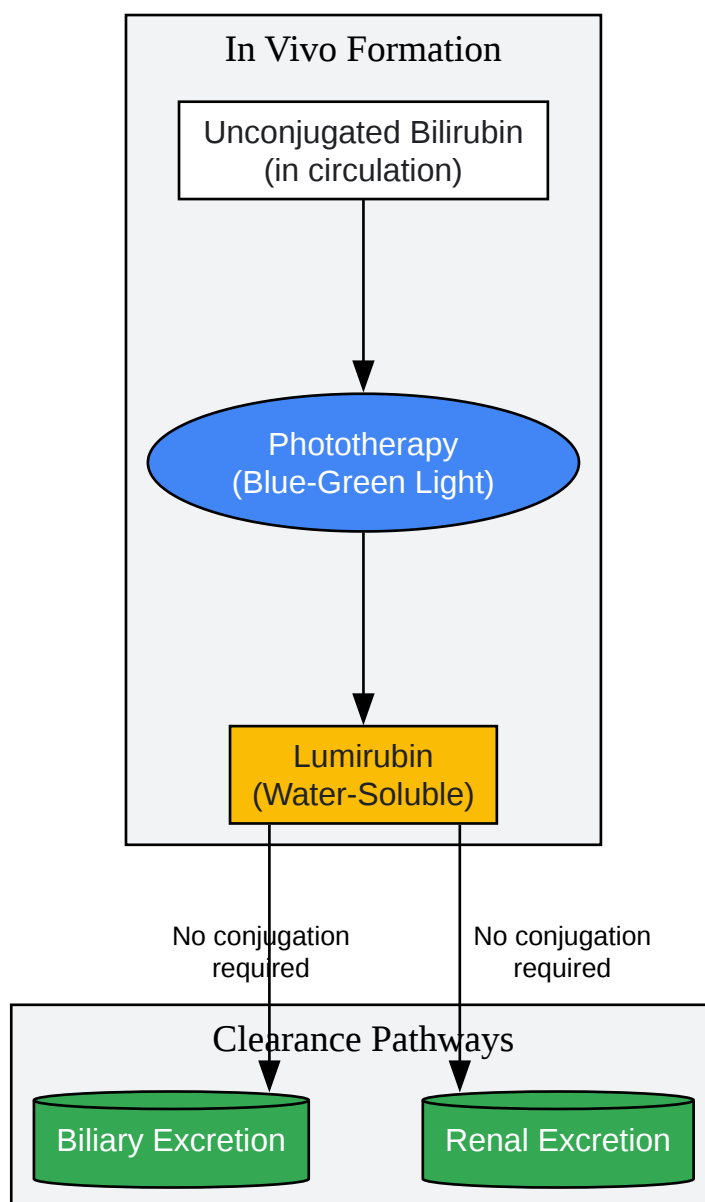 In Vivo Formation
Unconjugated Bilirubin
(in circulation)
Phototherapy
(Blue-Green Light)
Lumirubin
(Water-Soluble)
No conjugation
required
No conjugation
required
Clearance Pathways
Biliary Excretion
Renal Excretion